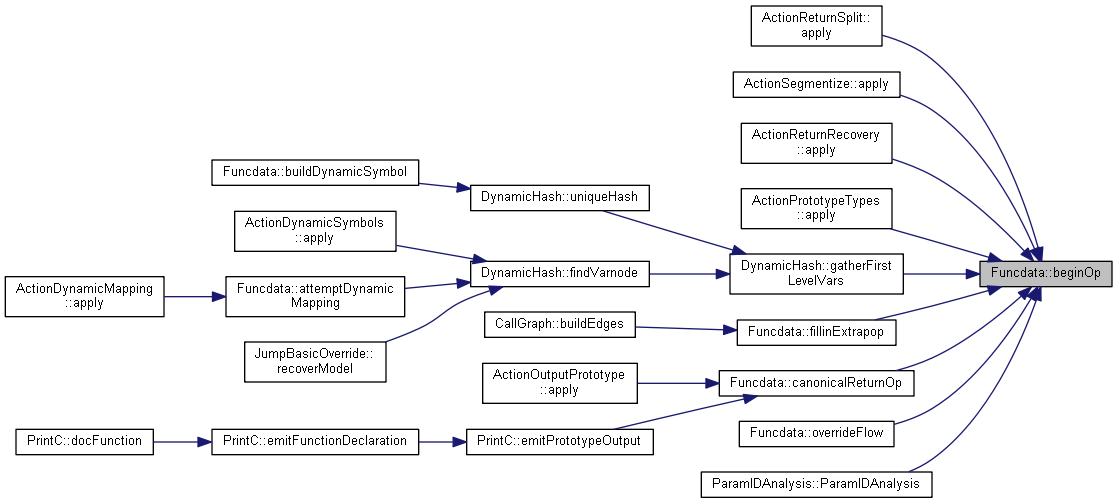 ActionReturnSplit::
apply
ActionSegmentize::apply
ActionReturnRecovery
::apply
Funcdata::buildDynamicSymbol
DynamicHash::uniqueHash
ActionPrototypeTypes
::apply
ActionDynamicSymbols
::apply
ActionDynamicMapping
::apply
Funcdata::attemptDynamic
Mapping
DynamicHash::findVarnode
DynamicHash::gatherFirst
LevelVars
Funcdata::beginOp
CallGraph::buildEdges
Funcdata::fillinExtrapop
JumpBasicOverride::
recoverModel
ActionOutputPrototype
::apply
Funcdata::canonicalReturnOp
PrintC::docFunction
PrintC::emitFunctionDeclaration
PrintC::emitPrototypeOutput
Funcdata::overrideFlow
ParamIDAnalysis::ParamIDAnalysis